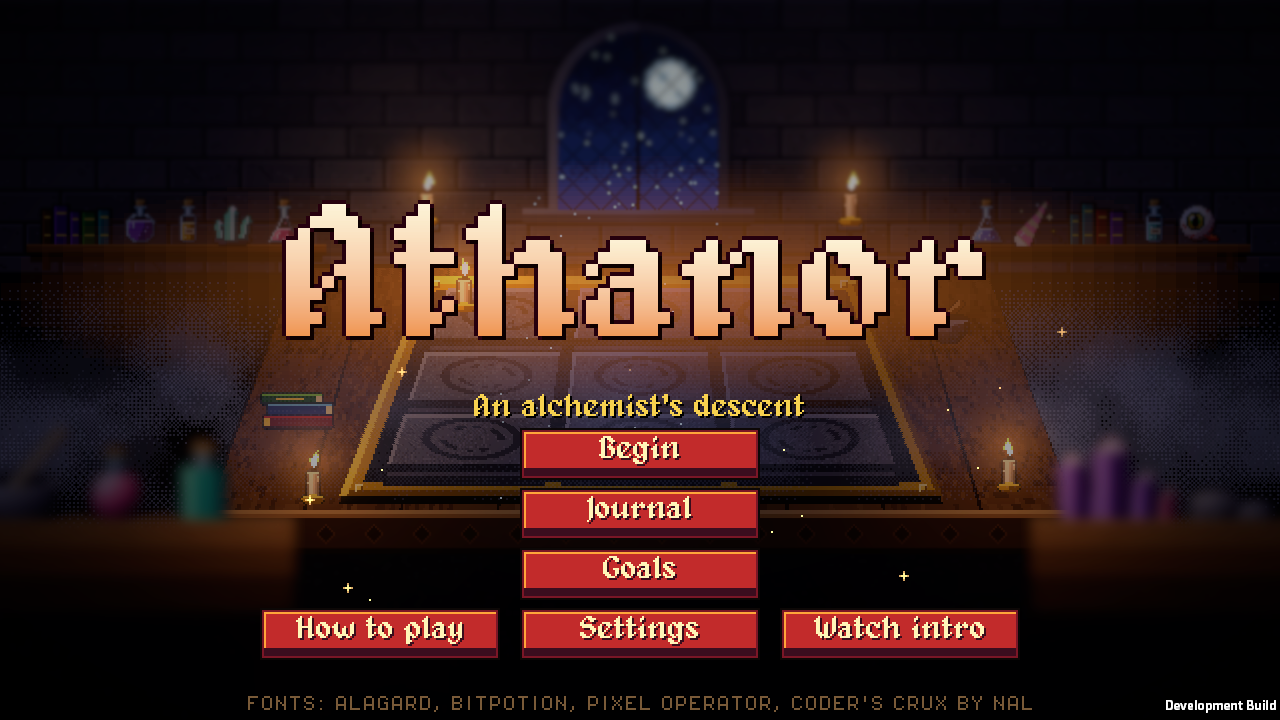 Athanor
An alchemist's descent
Begin
Journal
Goals
How to play
Settings
Watch intro
FONTS: ALAGARD, BITPOTION, PIXEL OPERATOR, CODER'S CRUX BY NAL
Development Build